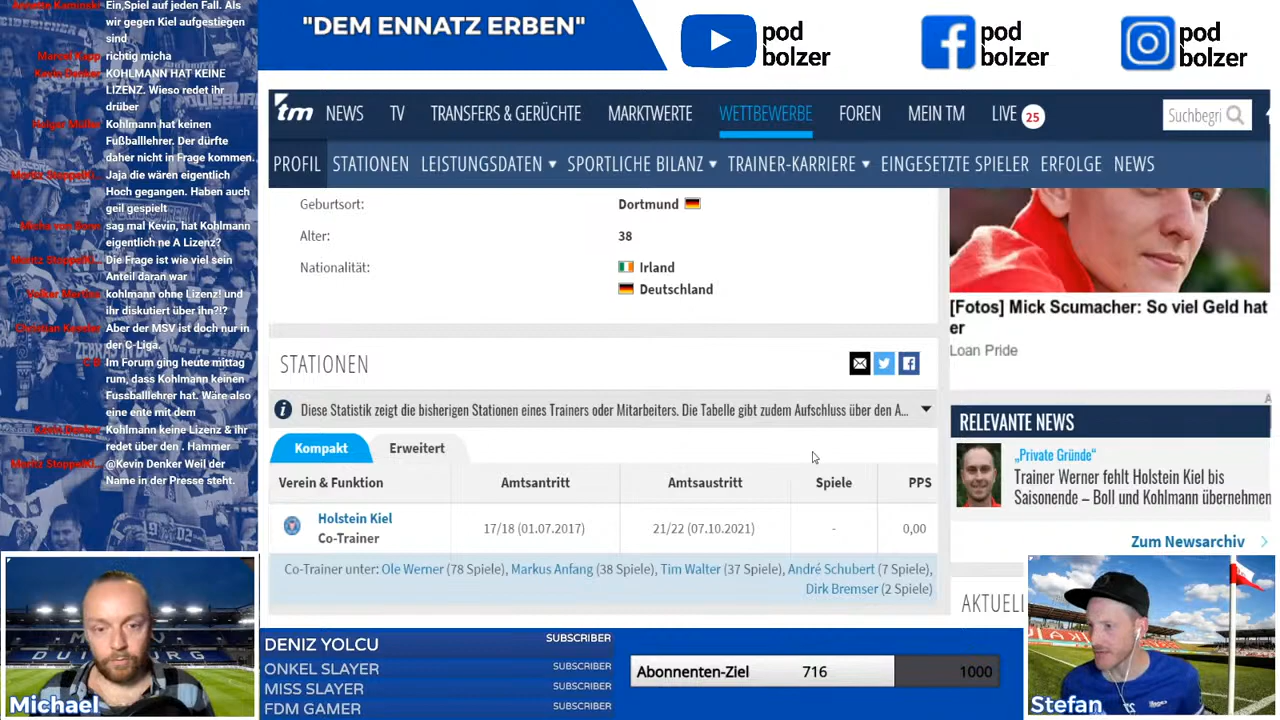 Ein,Spiel auf jeden Fall. Als
wir gegen Kiel aufgestiegen
sind
richtig micha
KOHLMANN HAT KEINE
LIZENZ. Wieso redet ihr
drüber
Kohlmann hat keinen
Fußballlehrer. Der dürfte
daher nicht in Frage kommen.
Jaja die wären eigentlich
Hoch gegangen. Haben auch
geil gespielt
sag mal Kevin, hat Kohlmann
eigentlich ne A Lizenz?
Die Frage ist wie viel sein
Anteil daran war
kohlmann ohne Lizenz! und
ihr diskutiert über ihn?!?
Aber der MSV ist doch nur in
der C-Liga.
Im Forum ging heute mittag
rum, dass Kohlmann keinen
Fussballlehrer hat. Wäre also
eine ente mit dem
Kohlmann keine Lizenz & ihr
redet über den . Hammer
@Kevin Denker Weil der
Name in der Presse steht.
"DEM ENNATZ ERBEN"
pod
bolzer
pod
bolzer
pod
bolzer
tm NEWS TV TRANSFERS & GERÜCHTE MARKTWERTE WETTBEWERBE FOREN MEIN TM LIVE 25 Suchbegri
PROFIL STATIONEN LEISTUNGSDATEN SPORTLICHE BILANZ TRAINER-KARRIERE EINGESETZTE SPIELER ERFOLGE NEWS
Geburtsort: Dortmund
Alter: 38
Nationalität: Irland
Deutschland
STATIONEN
Diese Statistik zeigt die bisherigen Stationen eines Trainers oder Mitarbeiters. Die Tabelle gibt zudem Aufschluss über den A...
Kompakt Erweitert
Verein & Funktion Amtsantritt Amtsaustritt Spiele PPS
Holstein Kiel
Co-Trainer
17/18 (01.07.2017) 21/22 (07.10.2021) - 0,00
Co-Trainer unter: Ole Werner (78 Spiele), Markus Anfang (38 Spiele), Tim Walter (37 Spiele), André Schubert (7 Spiele),
Dirk Bremser (2 Spiele)
[Fotos] Mick Scumacher: So viel Geld hat
er
Loan Pride
RELEVANTE NEWS
„Private Gründe“
Trainer Werner fehlt Holstein Kiel bis
Saisonende – Boll und Kohlmann übernehmen
Zum Newsarchiv
AKTUEL
Michael
DENIZ YOLCU SUBSCRIBER
ONKEL SLAYER SUBSCRIBER
MISS SLAYER SUBSCRIBER
FDM GAMER SUBSCRIBER
Abonnenten-Ziel 716 1000
Stefan